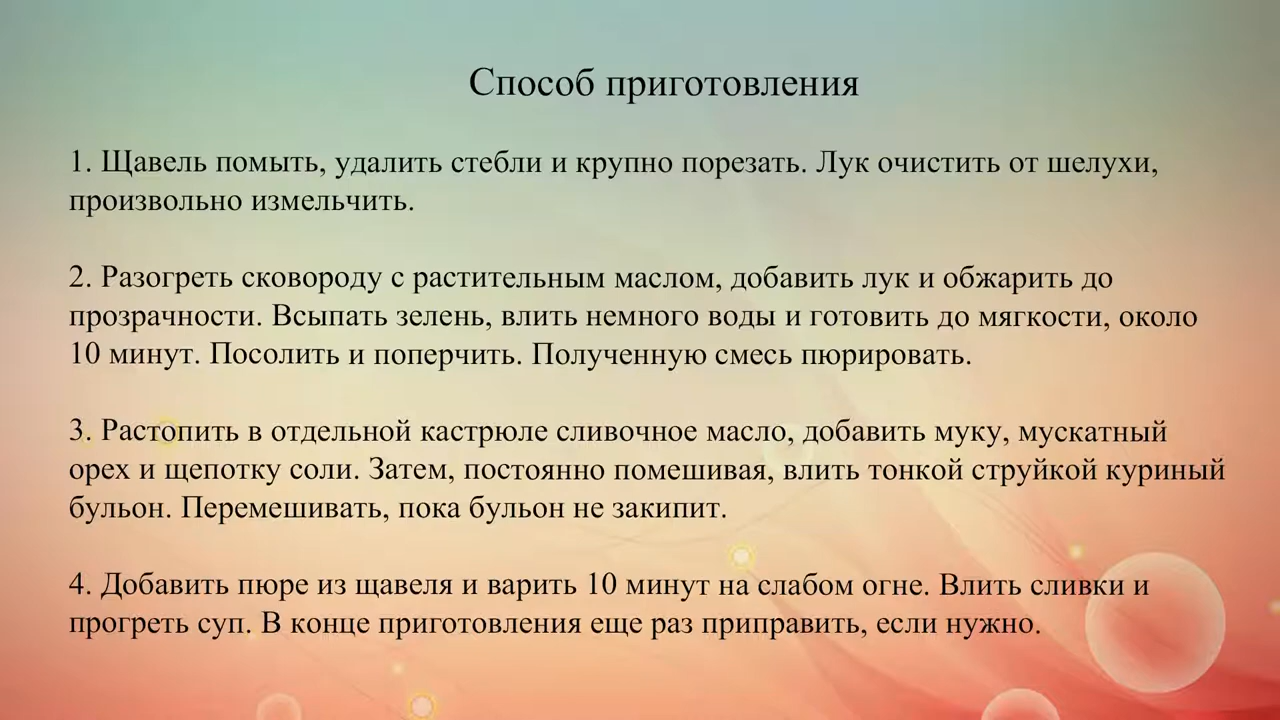 Способ приготовления
1. Щавель помыть, удалить стебли и крупно порезать. Лук очистить от шелухи,
произвольно измельчить.
2. Разогреть сковороду с растительным маслом, добавить лук и обжарить до
прозрачности. Всыпать зелень, влить немного воды и готовить до мягкости, около
10 минут. Посолить и поперчить. Полученную смесь пюрировать.
3. Растопить в отдельной кастрюле сливочное масло, добавить муку, мускатный
орех и щепотку соли. Затем, постоянно помешивая, влить тонкой струйкой куриный
бульон. Перемешивать, пока бульон не закипит.
4. Добавить пюре из щавеля и варить 10 минут на слабом огне. Влить сливки и
прогреть суп. В конце приготовления еще раз приправить, если нужно.